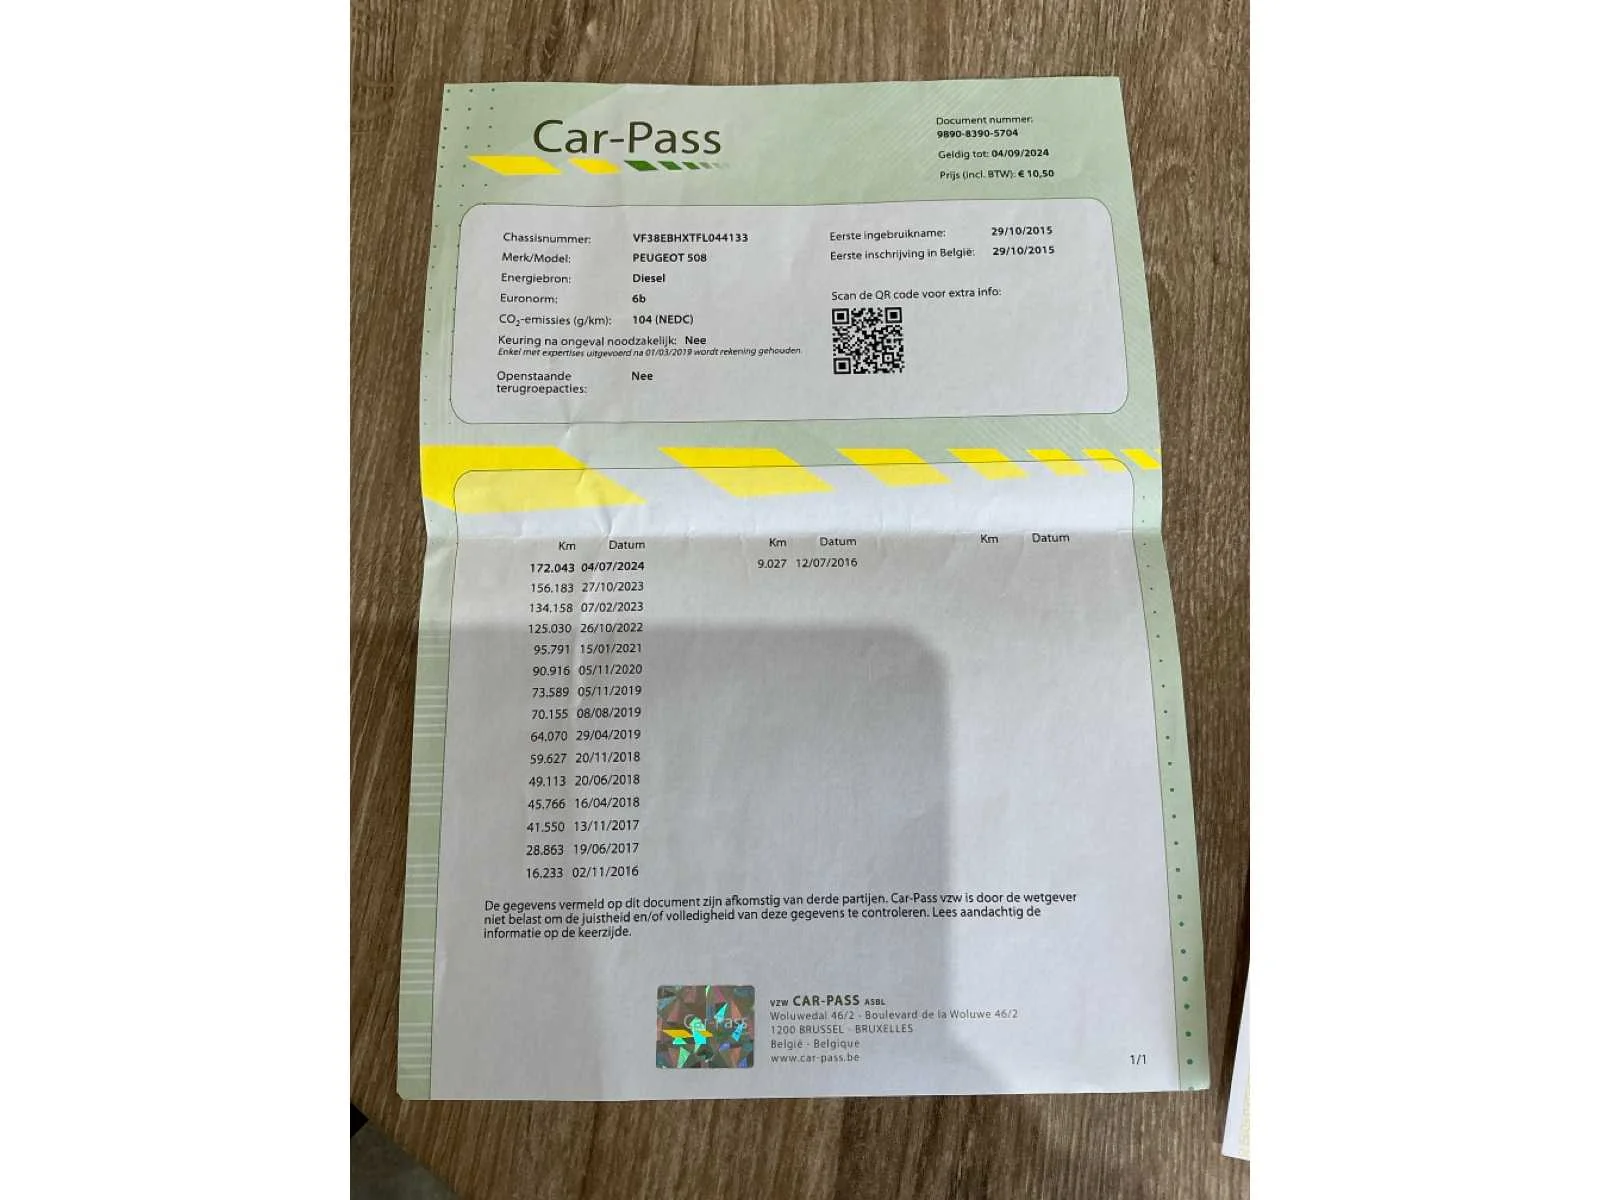 Car-Pass
Document nummer:
9890-8390-5704
Geldig tot: 04/09/2024
Prijs (incl. BTW): € 10,50
Chassisnummer: VF38EBHXTFL044133
Merk/Model: PEUGEOT 508
Energiebron: Diesel
Euronorm: 6b
CO₂-emissies (g/km): 104 (NEDC)
Keuring na ongeval noodzakelijk: Nee
Enkel met expertises uitgevoerd na 01/03/2019 wordt rekening gehouden.
Openstaande Nee
terugroepacties:
Eerste ingebruikname: 29/10/2015
Eerste inschrijving in België: 29/10/2015
Scan de QR code voor extra info:
Km Datum
172.043 04/07/2024
156.183 27/10/2023
134.158 07/02/2023
125.030 26/10/2022
95.791 15/01/2021
90.916 05/11/2020
73.589 05/11/2019
70.155 08/08/2019
64.070 29/04/2019
59.627 20/11/2018
49.113 20/06/2018
45.766 16/04/2018
41.550 13/11/2017
28.863 19/06/2017
16.233 02/11/2016
Km Datum
9.027 12/07/2016
Km Datum
De gegevens vermeld op dit document zijn afkomstig van derde partijen. Car-Pass vzw is door de wetgever
niet belast om de juistheid en/of volledigheid van deze gegevens te controleren. Lees aandachtig de
informatie op de keerzijde.
Car-Pass
VZW CAR-PASS ASBL
Woluwedal 46/2 - Boulevard de la Woluwe 46/2
1200 BRUSSEL - BRUXELLES
België - Belgique
www.car-pass.be
1/1